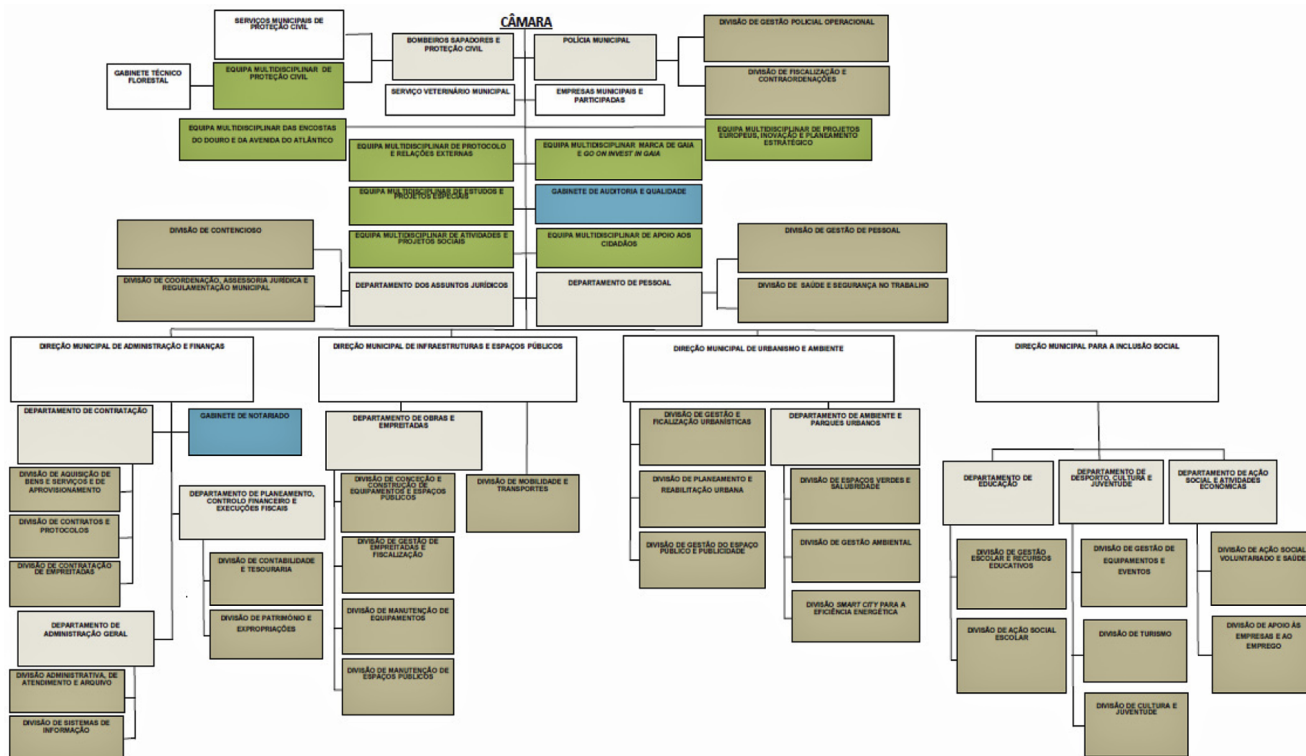 CÂMARA
SERVIÇOS MUNICIPAIS DE
PROTEÇÃO CIVIL
BOMBEIROS SAPADORES E
PROTEÇÃO CIVIL
POLÍCIA MUNICIPAL
DIVISÃO DE GESTÃO POLICIAL OPERACIONAL
GABINETE TÉCNICO
FLORESTAL
EQUIPA MULTIDISCIPLINAR DE
PROTEÇÃO CIVIL
DIVISÃO DE FISCALIZAÇÃO E
CONTRAORDENAÇÕES
SERVIÇO VETERINÁRIO MUNICIPAL
EMPRESAS MUNICIPAIS E
PARTICIPADAS
EQUIPA MULTIDISCIPLINAR DAS ENCOSTAS
DO DOURO E DA AVENIDA DO ATLÂNTICO
EQUIPA MULTIDISCIPLINAR DE PROJETOS
EUROPEUS, INOVAÇÃO E PLANEAMENTO
ESTRATÉGICO
EQUIPA MULTIDISCIPLINAR DE PROTOCOLO
E RELAÇÕES EXTERNAS
EQUIPA MULTIDISCIPLINAR MARCA DE GAIA
E GO ON INVEST IN GAIA
EQUIPA MULTIDISCIPLINAR DE ESTUDOS E
PROJETOS ESPECIAIS
GABINETE DE AUDITORIA E QUALIDADE
DIVISÃO DE CONTENCIOSO
EQUIPA MULTIDISCIPLINAR DE ATIVIDADES E
PROJETOS SOCIAIS
EQUIPA MULTIDISCIPLINAR DE APOIO AOS
CIDADÃOS
DIVISÃO DE GESTÃO DE PESSOAL
DIVISÃO DE COORDENAÇÃO, ASSESSORIA JURÍDICA E
REGULAMENTAÇÃO MUNICIPAL
DEPARTAMENTO DOS ASSUNTOS JURÍDICOS
DEPARTAMENTO DE PESSOAL
DIVISÃO DE SAÚDE E SEGURANÇA NO TRABALHO
DIREÇÃO MUNICIPAL DE ADMINISTRAÇÃO E FINANÇAS
DIREÇÃO MUNICIPAL DE INFRAESTRUTURAS E ESPAÇOS PÚBLICOS
DIREÇÃO MUNICIPAL DE URBANISMO E AMBIENTE
DIREÇÃO MUNICIPAL PARA A INCLUSÃO SOCIAL
DEPARTAMENTO DE CONTRATAÇÃO
GABINETE DE NOTARIADO
DIVISÃO DE AQUISIÇÃO DE
BENS E SERVIÇOS E DE
APROVISIONAMENTO
DIVISÃO DE CONTRATOS E
PROTOCOLOS
DIVISÃO DE CONTRATAÇÃO
DE EMPREITADAS
DEPARTAMENTO DE PLANEAMENTO,
CONTROLO FINANCEIRO E
EXECUÇÕES FISCAIS
DIVISÃO DE CONTABILIDADE
E TESOURARIA
DIVISÃO DE PATRIMÓNIO E
EXPROPRIAÇÕES
DEPARTAMENTO DE
ADMINISTRAÇÃO GERAL
DIVISÃO ADMINISTRATIVA, DE
ATENDIMENTO E ARQUIVO
DIVISÃO DE SISTEMAS DE
INFORMAÇÃO
DEPARTAMENTO DE OBRAS E
EMPREITADAS
DIVISÃO DE CONCEÇÃO E
CONSTRUÇÃO DE
EQUIPAMENTOS E ESPAÇOS
PÚBLICOS
DIVISÃO DE GESTÃO DE
EMPREITADAS E
FISCALIZAÇÃO
DIVISÃO DE MANUTENÇÃO DE
EQUIPAMENTOS
DIVISÃO DE MANUTENÇÃO DE
ESPAÇOS PÚBLICOS
DIVISÃO DE MOBILIDADE E
TRANSPORTES
DIVISÃO DE GESTÃO E
FICALIZAÇÃO URBANÍSTICAS
DIVISÃO DE PLANEAMENTO E
REABILITAÇÃO URBANA
DIVISÃO DE GESTÃO DO ESPAÇO
PÚBLICO E PUBLICIDADE
DEPARTAMENTO DE AMBIENTE E
PARQUES URBANOS
DIVISÃO DE ESPAÇOS VERDES E
SALUBRIDADE
DIVISÃO DE GESTÃO AMBIENTAL
DIVISÃO SMART CITY PARA A
EFICIÊNCIA ENERGÉTICA
DEPARTAMENTO DE
EDUCAÇÃO
DIVISÃO DE GESTÃO
ESCOLAR E RECURSOS
EDUCATIVOS
DIVISÃO DE AÇÃO SOCIAL
ESCOLAR
DEPARTAMENTO DE
DESPORTO, CULTURA E
JUVENTUDE
DIVISÃO DE GESTÃO DE
EQUIPAMENTOS E
EVENTOS
DIVISÃO DE TURISMO
DIVISÃO DE CULTURA E
JUVENTUDE
DEPARTAMENTO DE AÇÃO
SOCIAL E ATIVIDADES
ECONÓMICAS
DIVISÃO DE AÇÃO SOCIAL
VOLUNTARIADO E SAÚDE
DIVISÃO DE APOIO ÁS
EMPRESAS E AO
EMPREGO